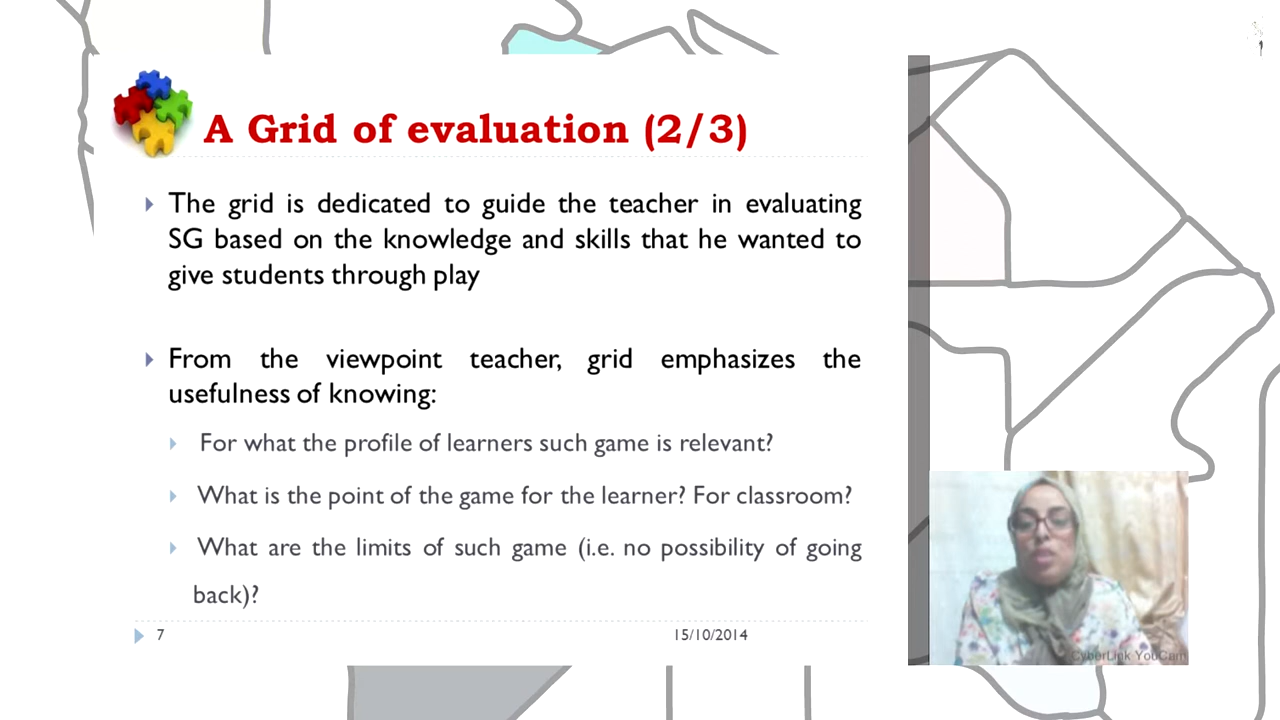 A Grid of evaluation (2/3)
The grid is dedicated to guide the teacher in evaluating
SG based on the knowledge and skills that he wanted to
give students through play
From the viewpoint teacher, grid emphasizes the
usefulness of knowing:
For what the profile of learners such game is relevant?
What is the point of the game for the learner? For classroom?
What are the limits of such game (i.e. no possibility of going
back)?
7
15/10/2014
CyberLink YouCam